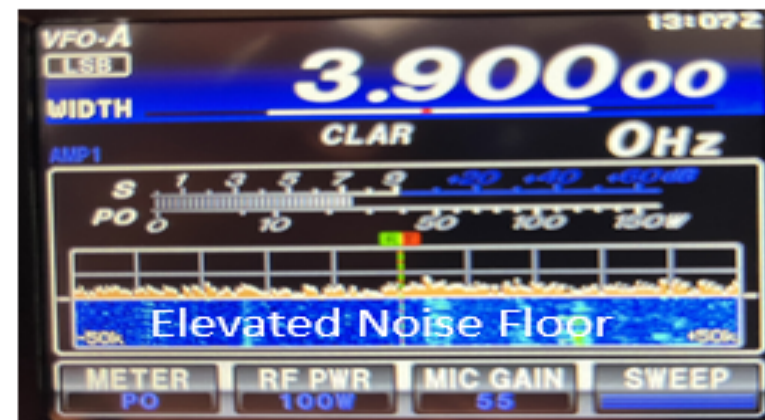 13:07Z
VFO-A
LSB
3.900.00
WIDTH
CLAR 0Hz
AMP1
S 1 3 5 7 9 +20 +40 +60dB
PO 0 10 50 100 150W
Elevated Noise Floor
-50k +50k
METER RF PWR MIC GAIN SWEEP
PO 100W 55